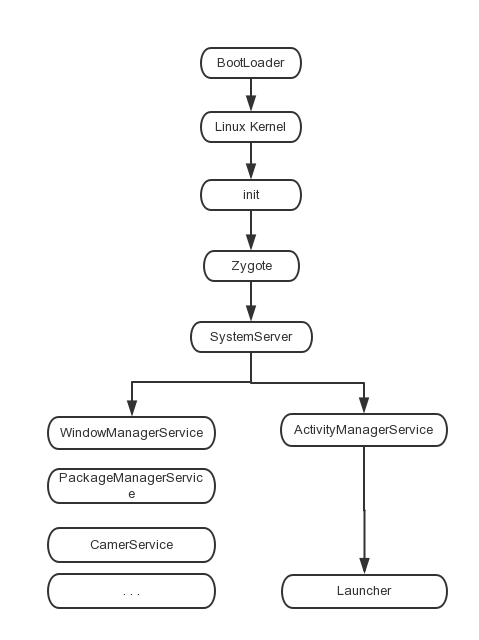 BootLoader
Linux Kernel
init
Zygote
SystemServer
WindowManagerService
ActivityManagerService
PackageManagerServic
e
CamerService
. . .
Launcher